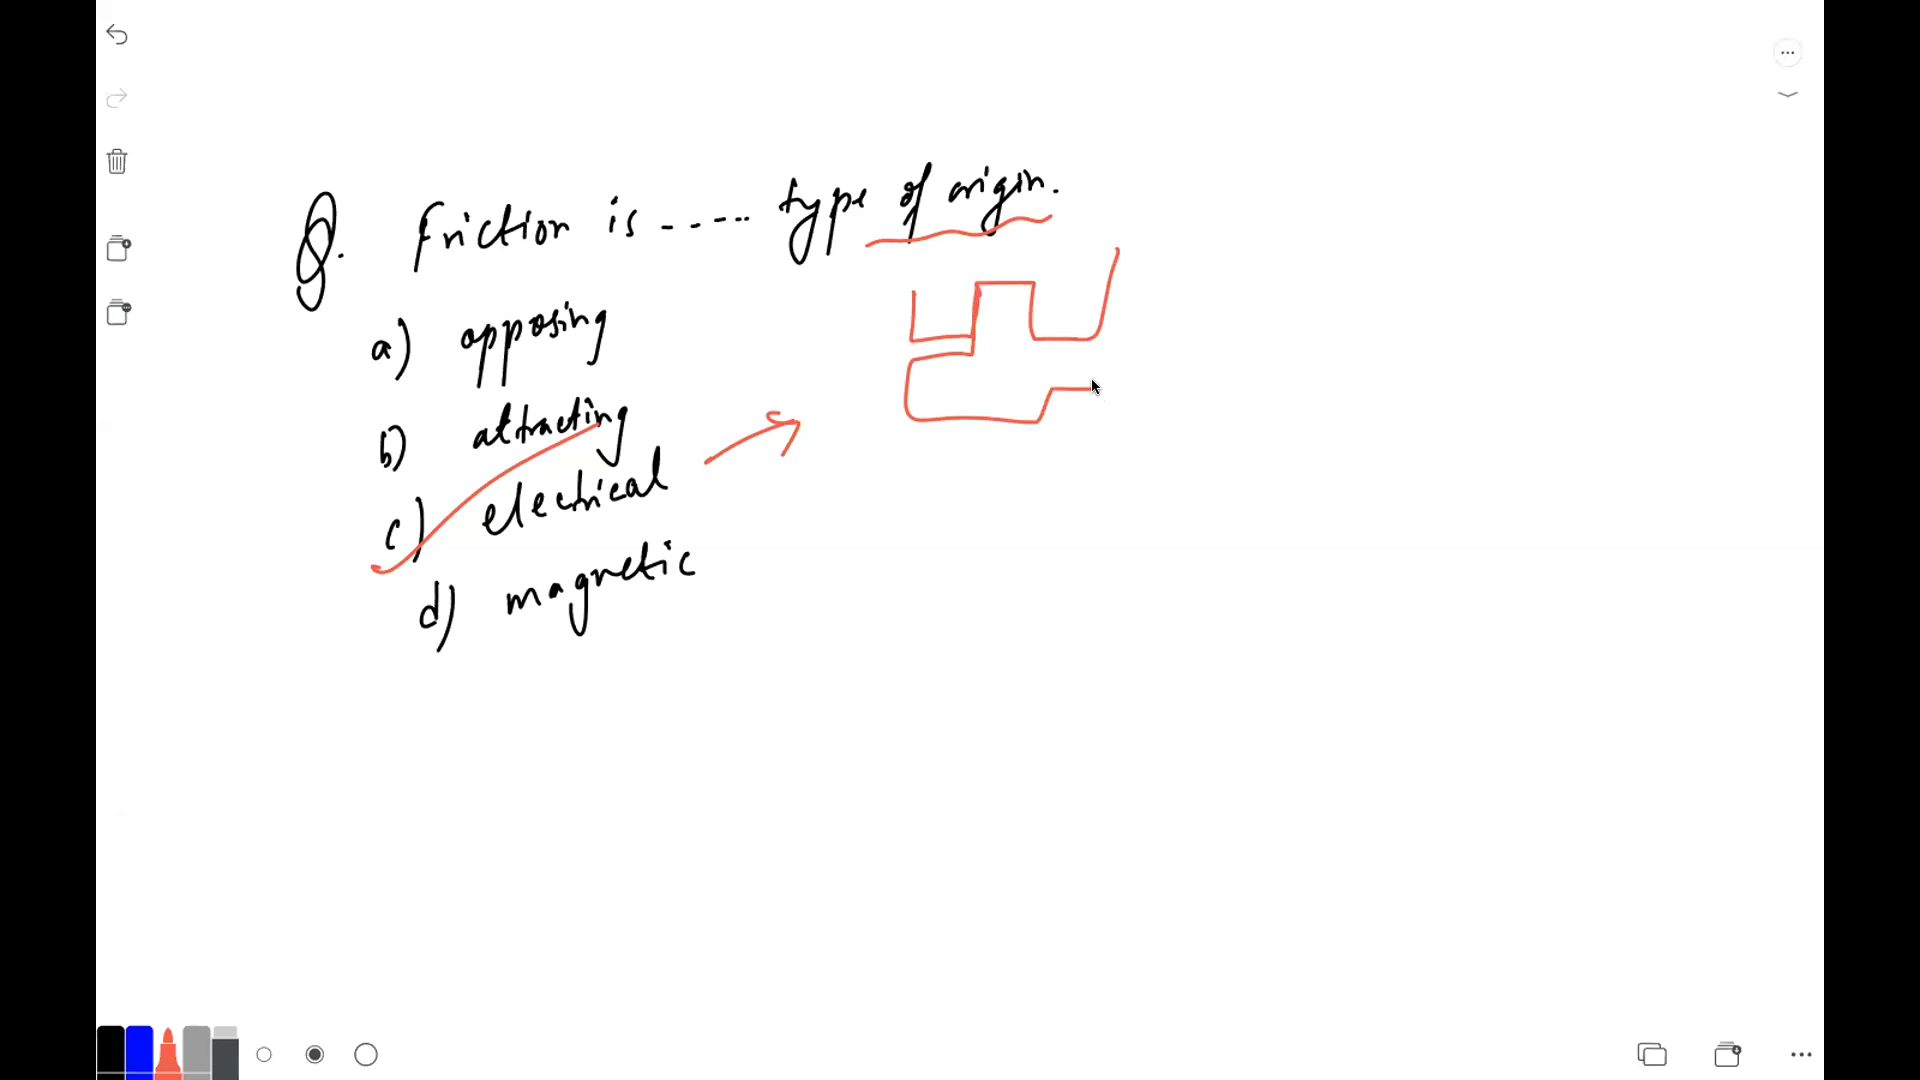 Q. Friction is ----... type of origin.
a) opposing
b) attracting
c) electrical
d) magnetic